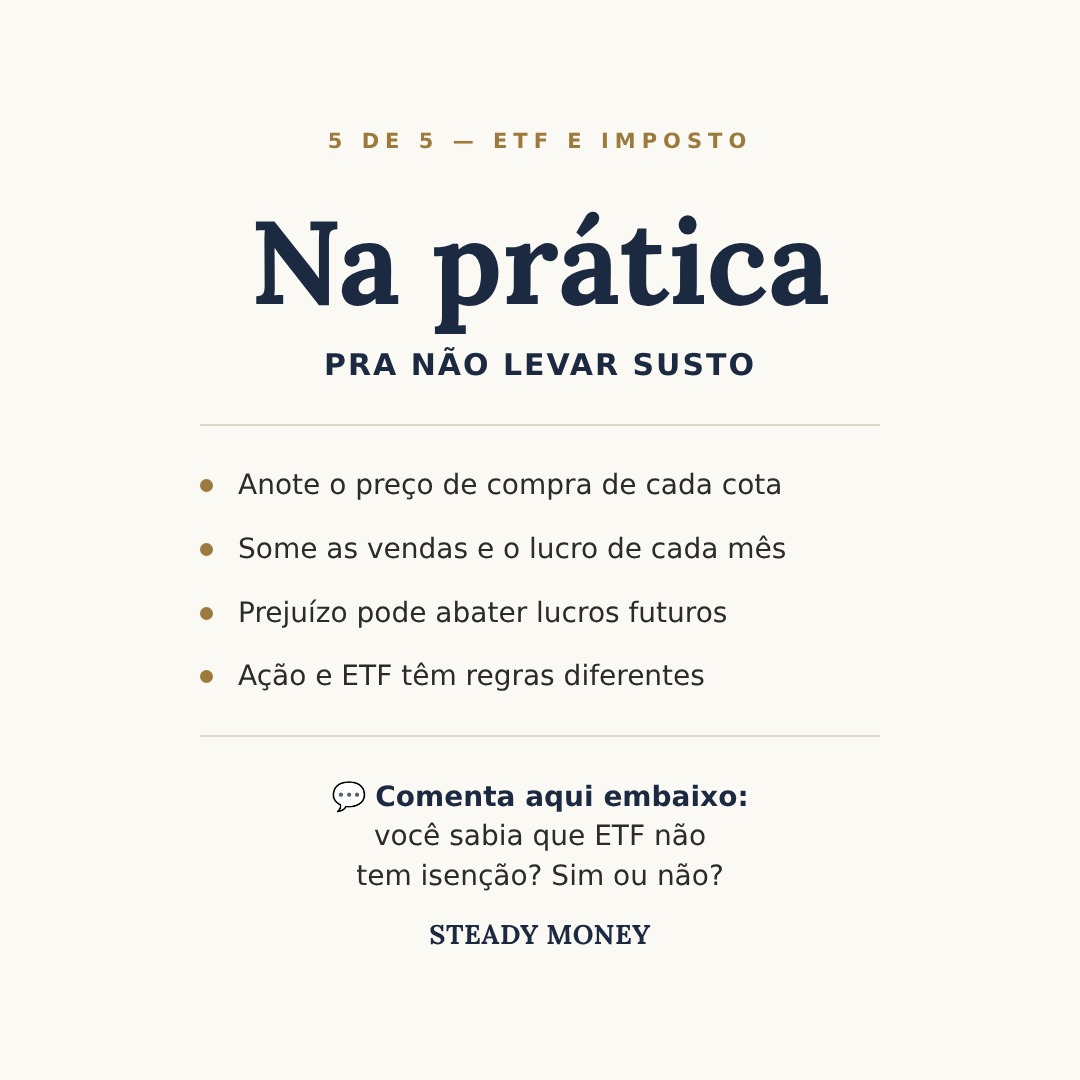 5 DE 5 — ETF E IMPOSTO
Na prática
PRA NÃO LEVAR SUSTO
Anote o preço de compra de cada cota
Some as vendas e o lucro de cada mês
Prejuízo pode abater lucros futuros
Ação e ETF têm regras diferentes
💬 Comenta aqui embaixo:
você sabia que ETF não
tem isenção? Sim ou não?
STEADY MONEY